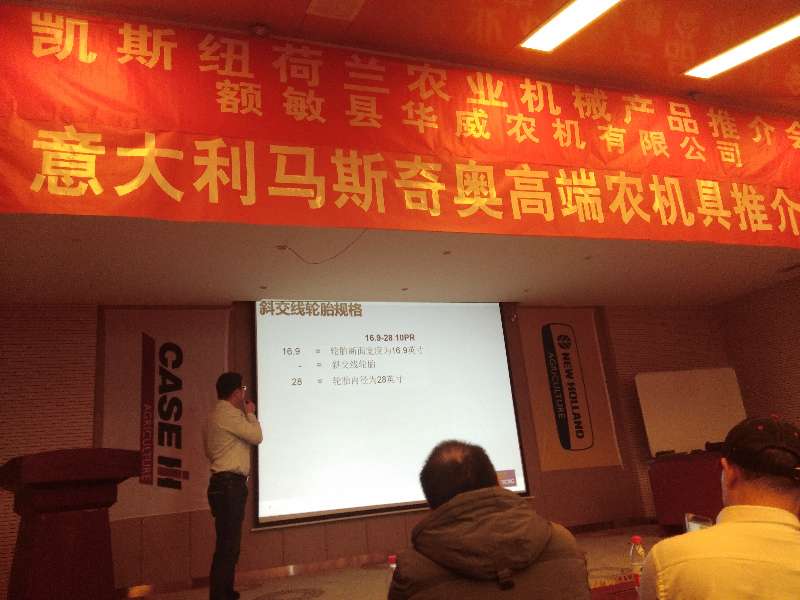 凯斯纽荷兰农业机械产品推介会
额敏县华威农机有限公司
意大利马斯奇奥高端农机具推介
斜交线轮胎规格
16.9-28 10PR
16.9 = 轮胎断面宽度为16.9英寸
- = 斜交线轮胎
28 = 轮胎内径为28英寸
CASE IH
AGRICULTURE
NEW HOLLAND
AGRICULTURE